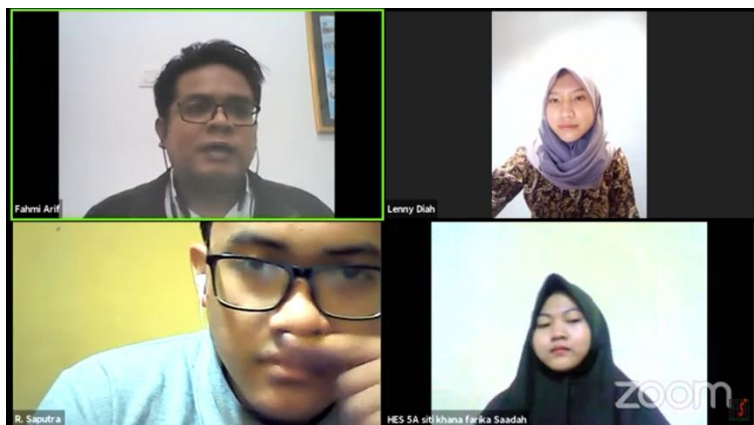 Fahmi Arif
Lenny Diah
R. Saputra
HES 5A siti khana farika Saadah
zoom